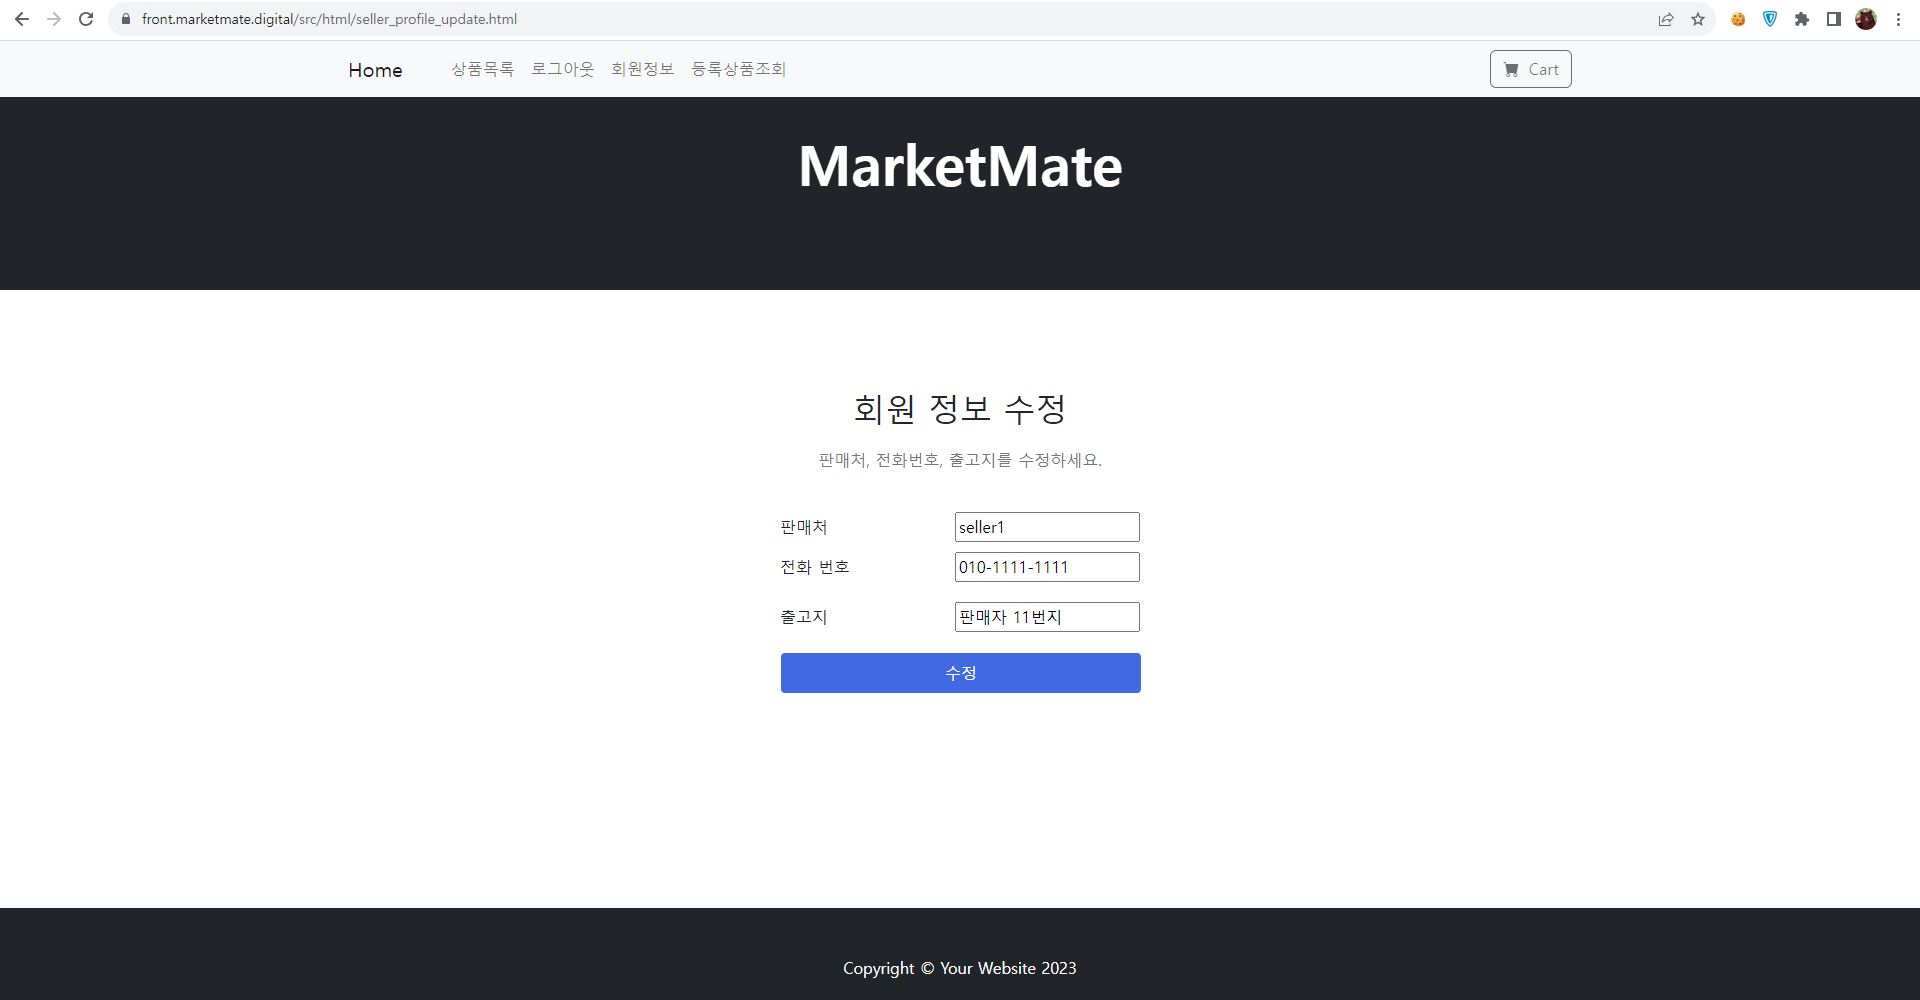 front.marketmate.digital/src/html/seller_profile_update.html
Home 상품목록 로그아웃 회원정보 등록상품조회 Cart
MarketMate
회원 정보 수정
판매처, 전화번호, 출고지를 수정하세요.
판매처 seller1
전화 번호 010-1111-1111
출고지 판매자 11번지
수정
Copyright © Your Website 2023